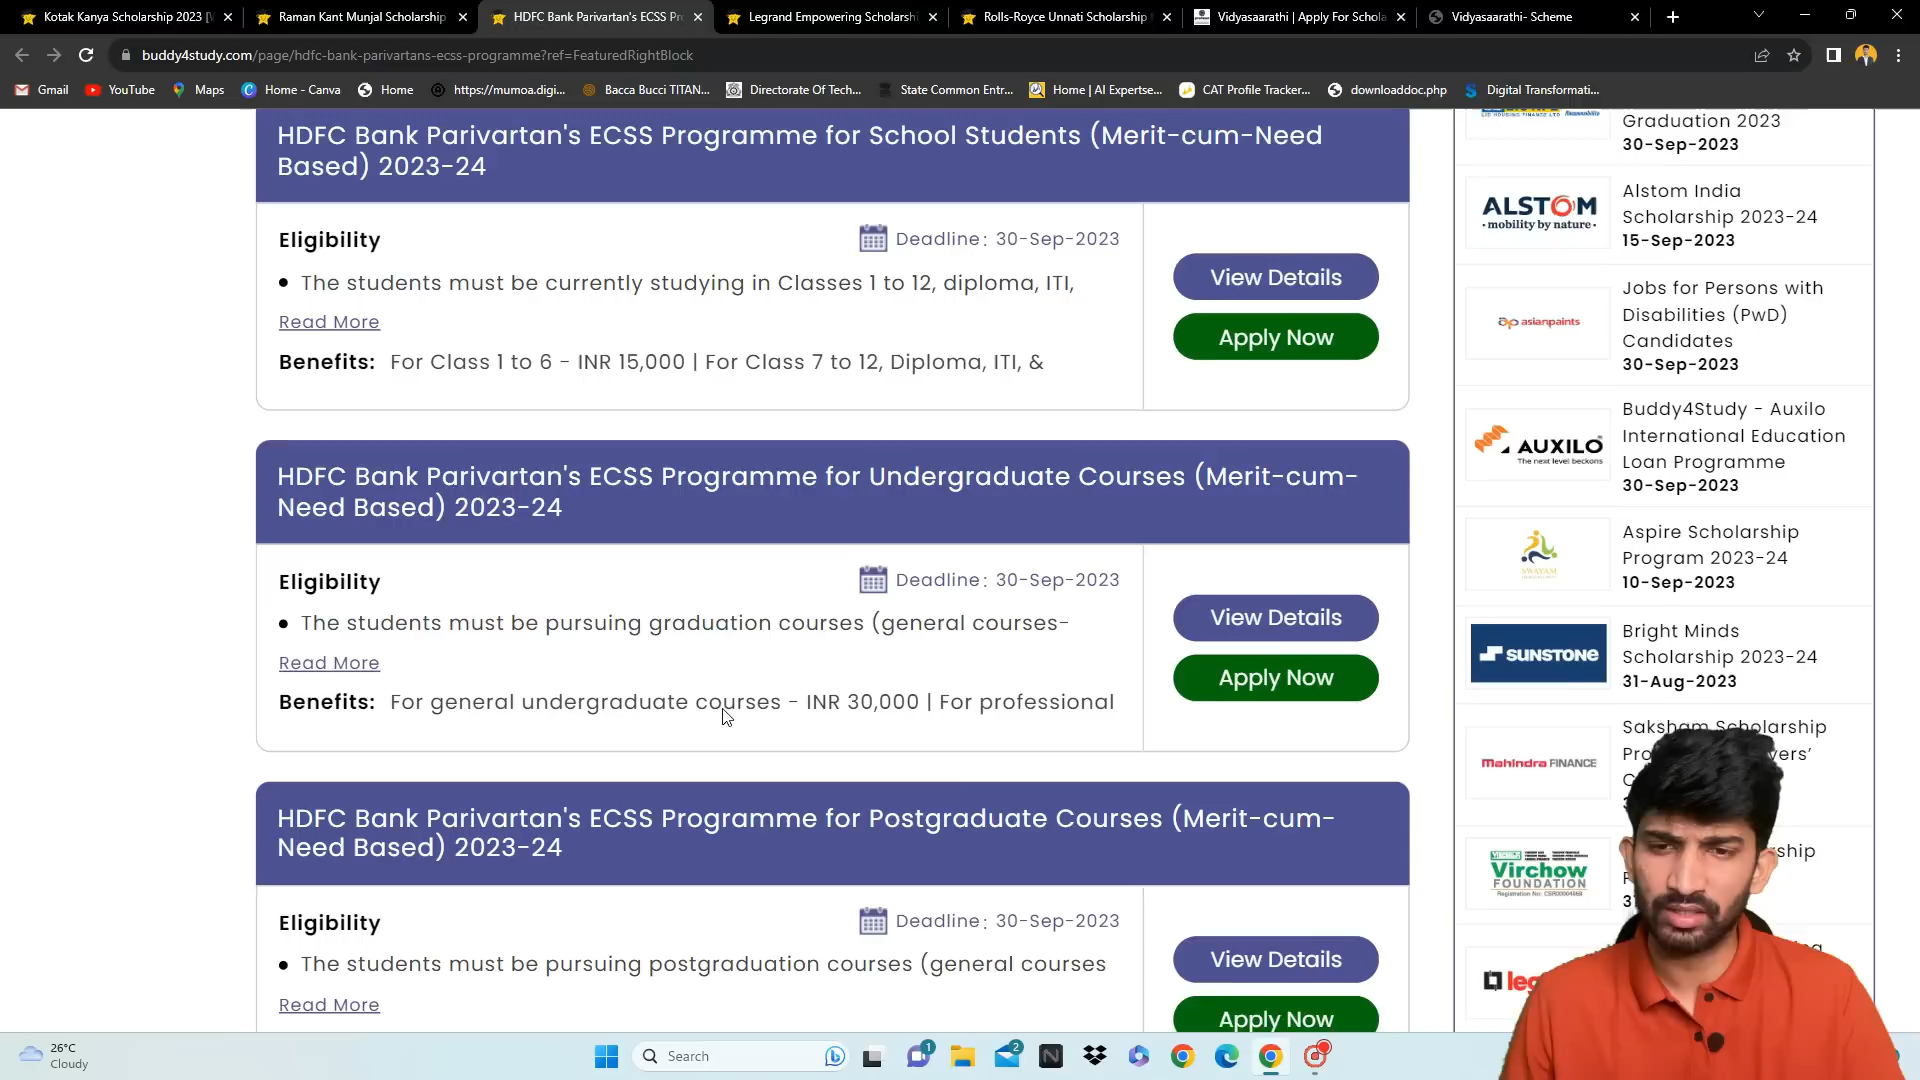 Kotak Kanya Scholarship 2023 [
Raman Kant Munjal Scholarship
HDFC Bank Parivartan's ECSS Pr
Legrand Empowering Scholarsh
Rolls-Royce Unnati Scholarship
Vidyasaarathi | Apply For Schola
Vidyasaarathi- Scheme
buddy4study.com/page/hdfc-bank-parivartans-ecss-programme?ref=FeaturedRightBlock
Gmail
YouTube
Maps
Home - Canva
Home
https://mumoa.digi...
Bacca Bucci TITAN...
Directorate Of Tech...
State Common Entr...
Home | AI Expertse...
CAT Profile Tracker...
downloaddoc.php
Digital Transformati...
HDFC Bank Parivartan's ECSS Programme for School Students (Merit-cum-Need
Based) 2023-24
Eligibility
Deadline: 30-Sep-2023
The students must be currently studying in Classes 1 to 12, diploma, ITI,
Read More
Benefits: For Class 1 to 6 - INR 15,000 | For Class 7 to 12, Diploma, ITI, &
View Details
Apply Now
HDFC Bank Parivartan's ECSS Programme for Undergraduate Courses (Merit-cum-
Need Based) 2023-24
Eligibility
Deadline: 30-Sep-2023
The students must be pursuing graduation courses (general courses-
Read More
Benefits: For general undergraduate courses - INR 30,000 | For professional
View Details
Apply Now
HDFC Bank Parivartan's ECSS Programme for Postgraduate Courses (Merit-cum-
Need Based) 2023-24
Eligibility
Deadline: 30-Sep-2023
The students must be pursuing postgraduation courses (general courses
Read More
View Details
Apply Now
Graduation 2023
30-Sep-2023
ALSTOM
• mobility by nature •
Alstom India
Scholarship 2023-24
15-Sep-2023
ap asianpaints
Jobs for Persons with
Disabilities (PwD)
Candidates
30-Sep-2023
AUXILO
The next level beckons
Buddy4Study - Auxilo
International Education
Loan Programme
30-Sep-2023
SWAYAM
Aspire Scholarship
Program 2023-24
10-Sep-2023
SUNSTONE
Bright Minds
Scholarship 2023-24
31-Aug-2023
Mahindra FINANCE
Saksham Scholarship
Virchow
FOUNDATION
26°C
Cloudy
Search
1
2